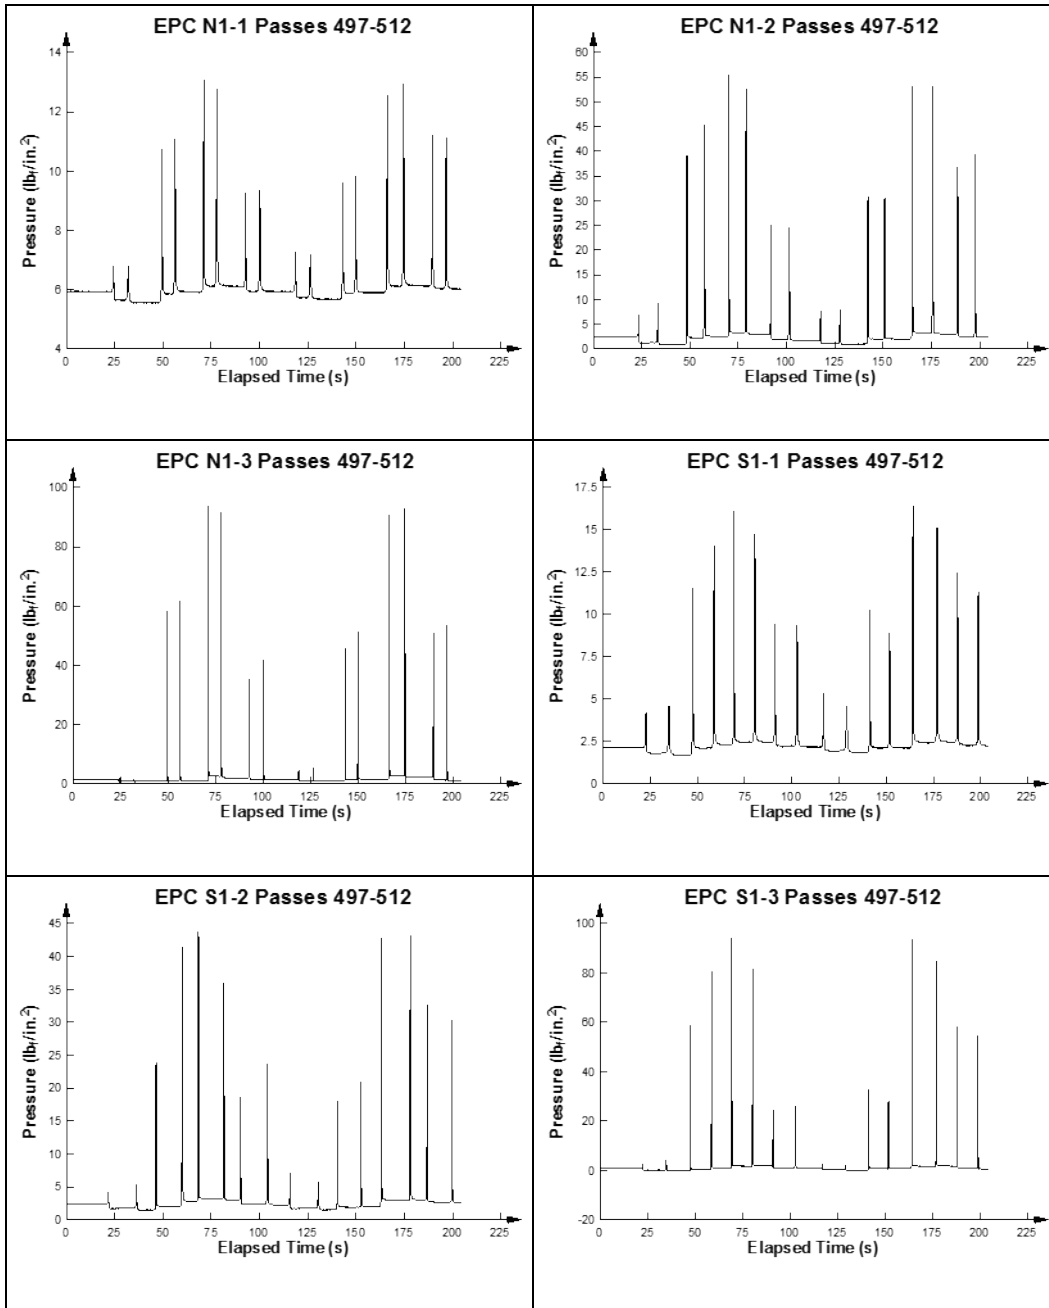 EPC N1-1 Passes 497-512
14
12
10
8
6
4
Pressure (lbf/in.²)
0 25 50 75 100 125 150 175 200 225
Elapsed Time (s)
EPC N1-2 Passes 497-512
60
55
50
45
40
35
30
25
20
15
10
5
0
Pressure (lbf/in.²)
0 25 50 75 100 125 150 175 200 225
Elapsed Time (s)
EPC N1-3 Passes 497-512
100
80
60
40
20
0
Pressure (lbf/in.²)
0 25 50 75 100 125 150 175 200 225
Elapsed Time (s)
EPC S1-1 Passes 497-512
17.5
15
12.5
10
7.5
5
2.5
0
Pressure (lbf/in.²)
0 25 50 75 100 125 150 175 200 225
Elapsed Time (s)
EPC S1-2 Passes 497-512
45
40
35
30
25
20
15
10
5
0
Pressure (lbf/in.²)
0 25 50 75 100 125 150 175 200 225
Elapsed Time (s)
EPC S1-3 Passes 497-512
100
80
60
40
20
0
-20
Pressure (lbf/in.²)
0 25 50 75 100 125 150 175 200 225
Elapsed Time (s)